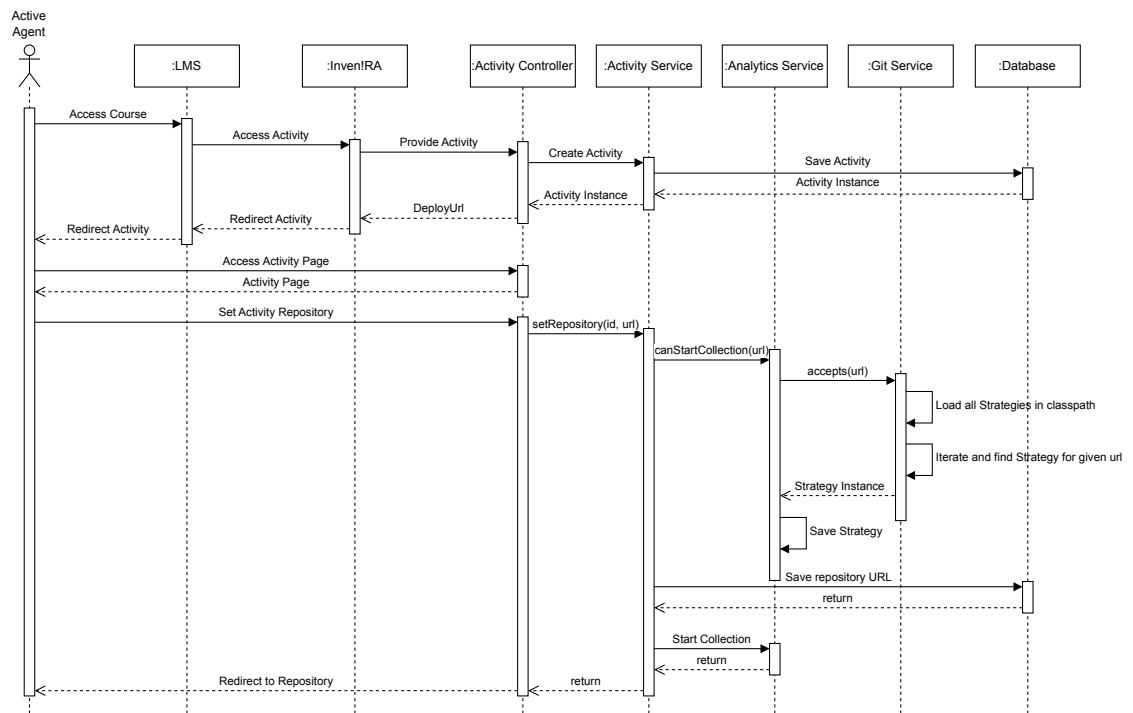 Active
Agent
:LMS
:Inven!RA
:Activity Controller
:Activity Service
:Analytics Service
:Git Service
:Database
Access Course
Access Activity
Provide Activity
Create Activity
Save Activity
Activity Instance
Activity Instance
DeployUrl
Redirect Activity
Redirect Activity
Access Activity Page
Activity Page
Set Activity Repository
setRepository(id, url)
canStartCollection(url)
accepts(url)
Load all Strategies in classpath
Iterate and find Strategy for given url
Strategy Instance
Save Strategy
Save repository URL
return
Start Collection
return
return
Redirect to Repository